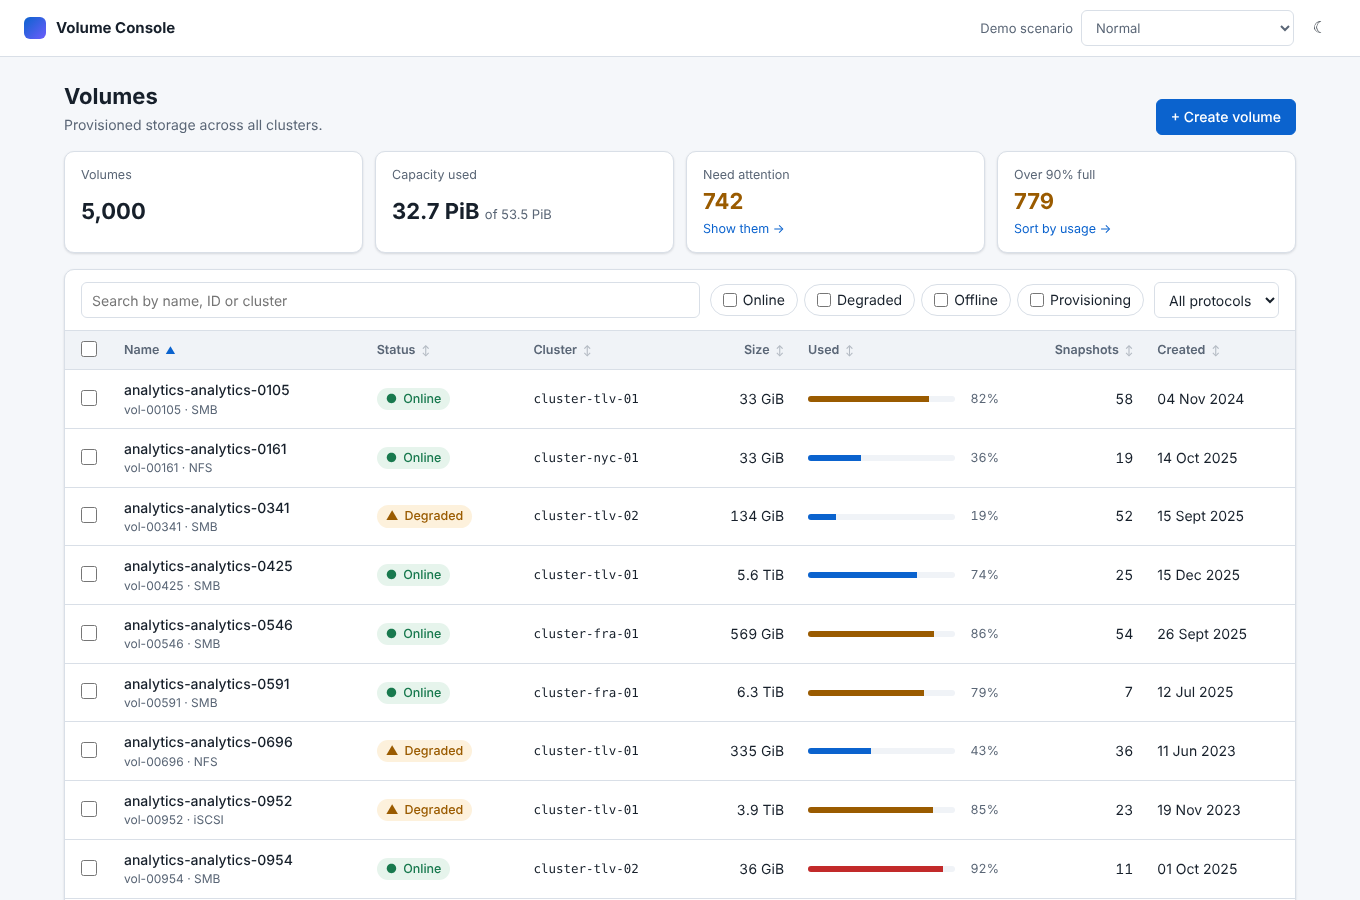 Volume Console
Demo scenario
Normal
Volumes
Provisioned storage across all clusters.
+ Create volume
Volumes
5,000
Capacity used
32.7 PiB of 53.5 PiB
Need attention
742
Show them →
Over 90% full
779
Sort by usage →
Search by name, ID or cluster
Online
Degraded
Offline
Provisioning
All protocols
Name ▲ Status Cluster Size Used Snapshots Created
analytics-analytics-0105
vol-00105 · SMB
Online cluster-tlv-01 33 GiB 82% 58 04 Nov 2024
analytics-analytics-0161
vol-00161 · NFS
Online cluster-nyc-01 33 GiB 36% 19 14 Oct 2025
analytics-analytics-0341
vol-00341 · SMB
Degraded cluster-tlv-02 134 GiB 19% 52 15 Sept 2025
analytics-analytics-0425
vol-00425 · SMB
Online cluster-tlv-01 5.6 TiB 74% 25 15 Dec 2025
analytics-analytics-0546
vol-00546 · SMB
Online cluster-fra-01 569 GiB 86% 54 26 Sept 2025
analytics-analytics-0591
vol-00591 · SMB
Online cluster-fra-01 6.3 TiB 79% 7 12 Jul 2025
analytics-analytics-0696
vol-00696 · NFS
Degraded cluster-tlv-01 335 GiB 43% 36 11 Jun 2023
analytics-analytics-0952
vol-00952 · iSCSI
Degraded cluster-tlv-01 3.9 TiB 85% 23 19 Nov 2023
analytics-analytics-0954
vol-00954 · SMB
Online cluster-tlv-02 36 GiB 92% 11 01 Oct 2025